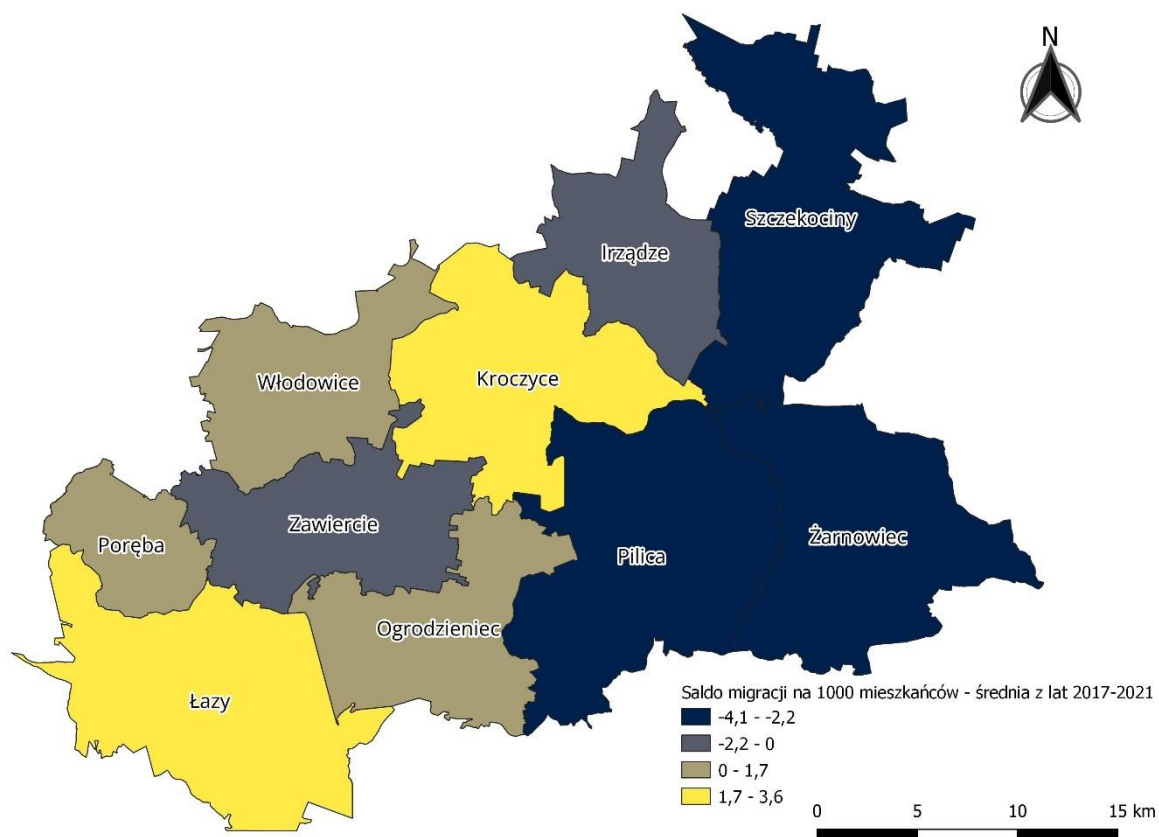 N
Szczekociny
Irządze
Włodowice
Kroczyce
Zawiercie
Poręba
Pilica
Żarnowiec
Ogrodzieniec
Łazy
Saldo migracji na 1000 mieszkańców - średnia z lat 2017-2021
-4,1 - -2,2
-2,2 - 0
0 - 1,7
1,7 - 3,6
0 5 10 15 km